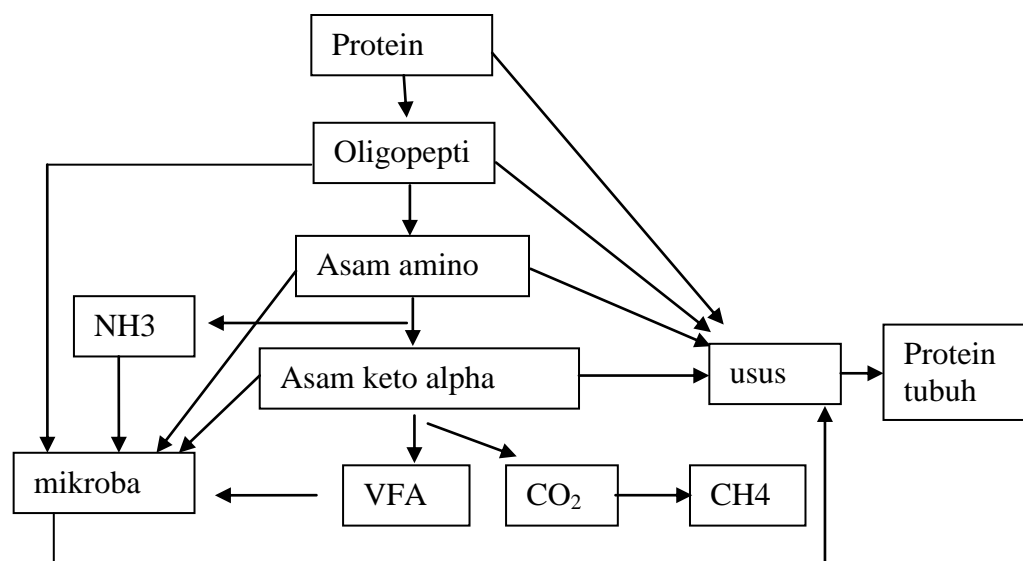 Protein
Oligopepti
Asam amino
NH3
Asam keto alpha
usus
Protein
tubuh
mikroba
VFA
CO₂
CH4